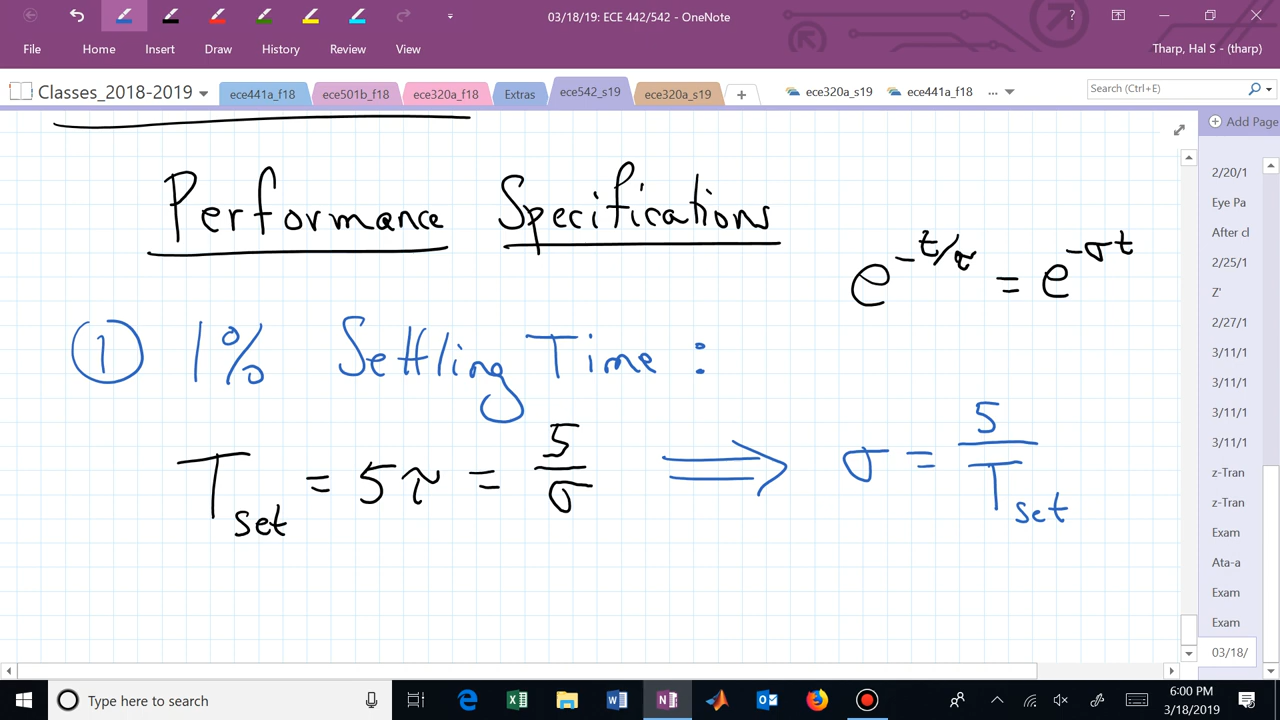 03/18/19: ECE 442/542 - OneNote
?
File Home Insert Draw History Review View
Tharp, Hal S - (tharp)
Classes_2018-2019 ece441a_f18 ece501b_f18 ece320a_f18 Extras ece542_s19 ece320a_s19 + ece320a_s19 ece441a_f18 ...
Search (Ctrl+E)
Add Page
Performance Specifications
e^{-t/τ} = e^{-σt}
① 1% Settling Time :
T_set = 5τ = 5/σ ⟹ σ = 5/T_set
2/20/1
Eye Pa
After cl
2/25/1
Z'
2/27/1
3/11/1
3/11/1
3/11/1
3/11/1
z-Tran
z-Tran
Exam
Ata-a
Exam
Exam
03/18/
Type here to search
6:00 PM
3/18/2019